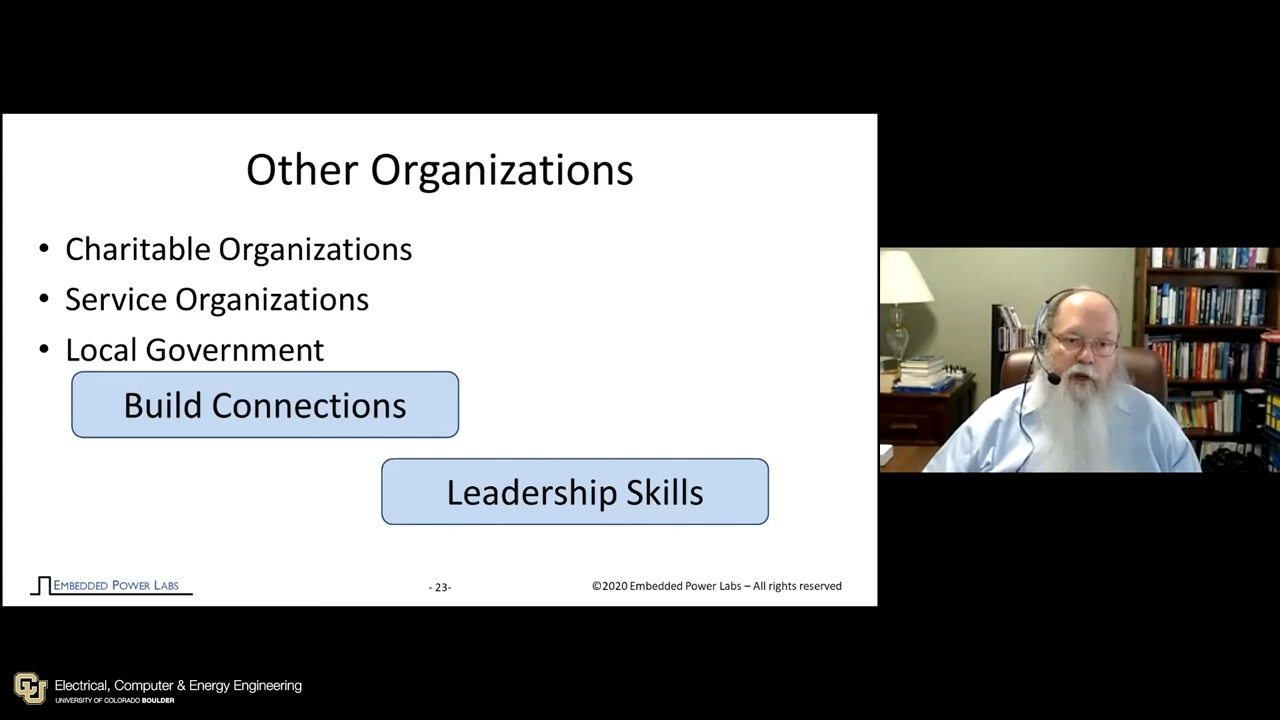 Other Organizations
• Charitable Organizations
• Service Organizations
• Local Government
Build Connections
Leadership Skills
EMBEDDED POWER LABS
- 23-
©2020 Embedded Power Labs – All rights reserved
CU
Electrical, Computer & Energy Engineering
UNIVERSITY OF COLORADO BOULDER